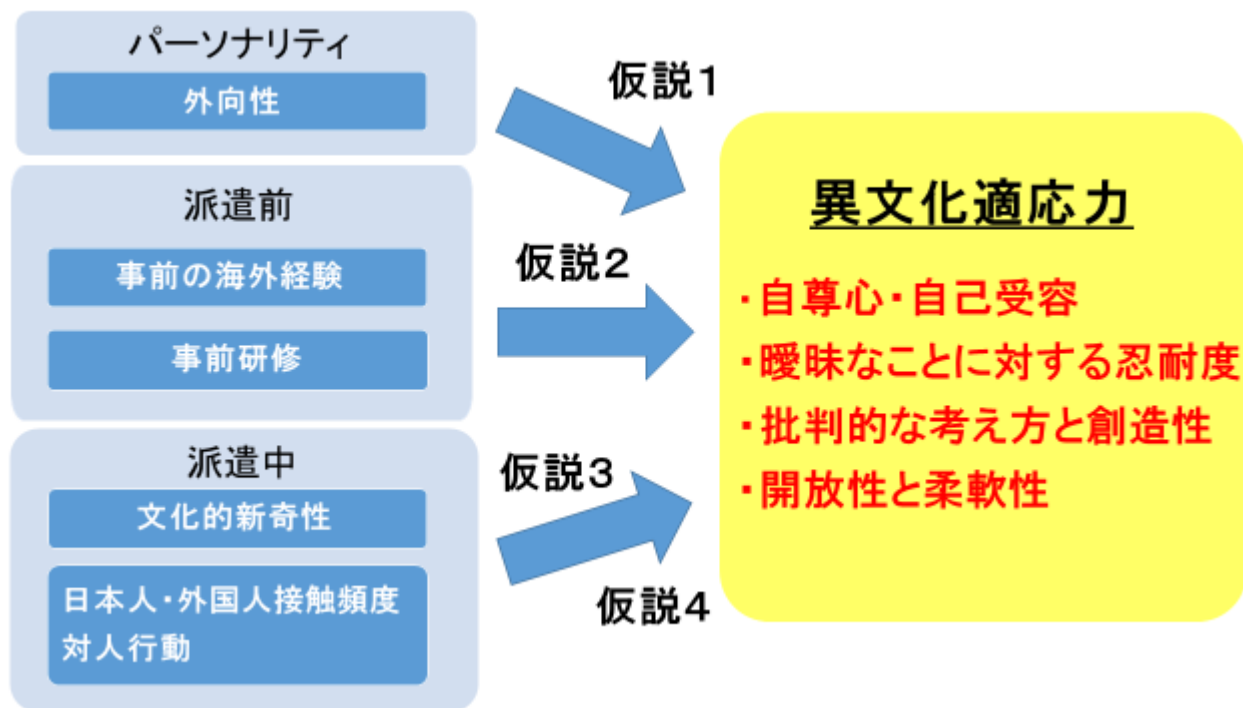 パーソナリティ
外向性
派遣前
事前の海外経験
事前研修
派遣中
文化的新奇性
日本人・外国人接触頻度
対人行動
仮説1
仮説2
仮説3
仮説4
異文化適応力
・自尊心・自己受容
・曖昧なことに対する忍耐度
・批判的な考え方と創造性
・開放性と柔軟性